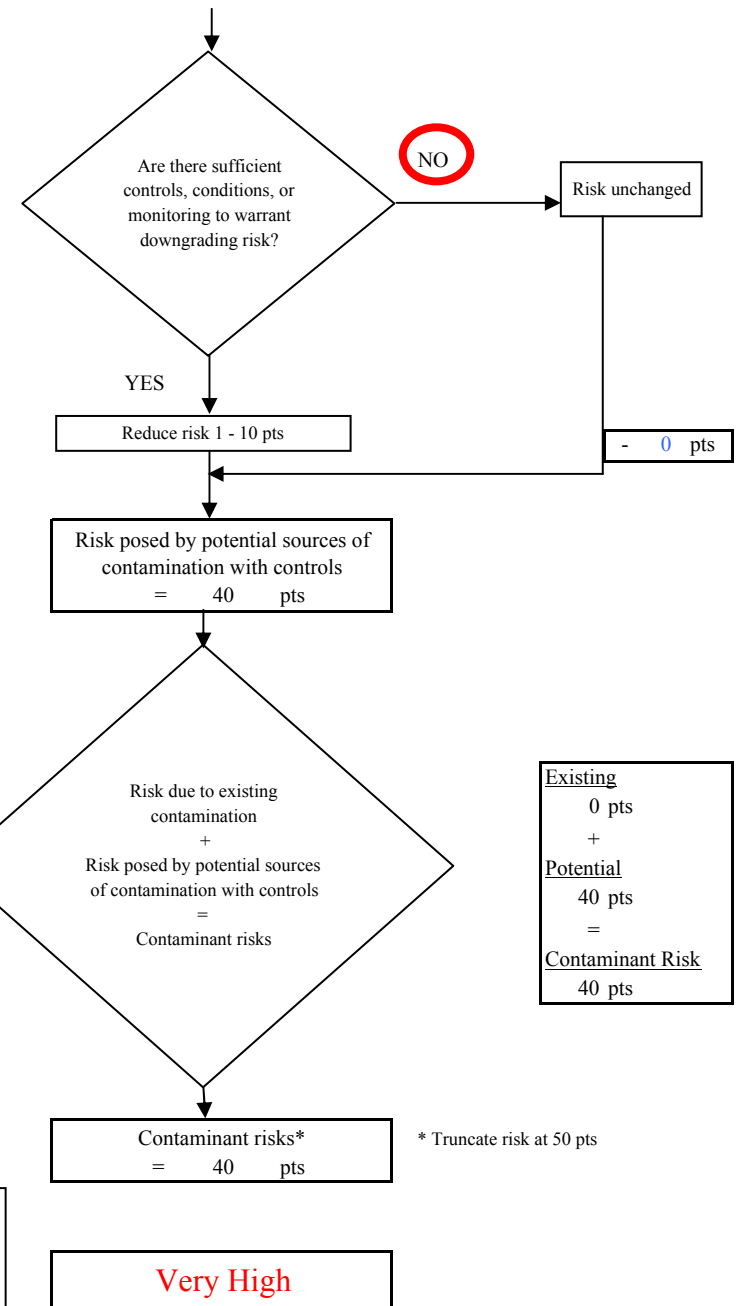 Are there sufficient
controls, conditions, or
monitoring to warrant
downgrading risk?
NO
Risk unchanged
YES
Reduce risk 1 - 10 pts
- 0 pts
Risk posed by potential sources of
contamination with controls
= 40 pts
Risk due to existing
contamination
+
Risk posed by potential sources
of contamination with controls
=
Contaminant risks
Existing
0 pts
+
Potential
40 pts
=
Contaminant Risk
40 pts
Contaminant risks*
= 40 pts
* Truncate risk at 50 pts
Very High